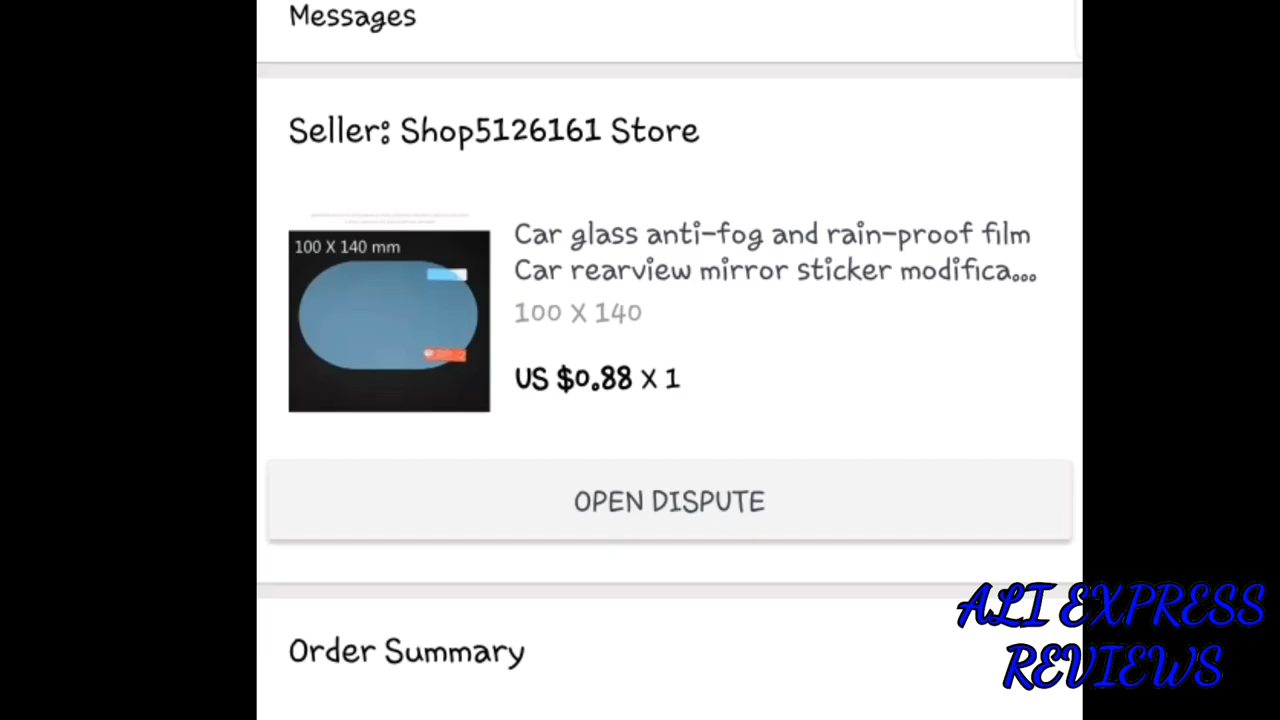 Messages
Seller: Shop5126161 Store
100 X 140 mm
Car glass anti-fog and rain-proof film
Car rearview mirror sticker modifica...
100 X 140
US $0.88 X 1
OPEN DISPUTE
Order Summary
ALI EXPRESS
REVIEWS